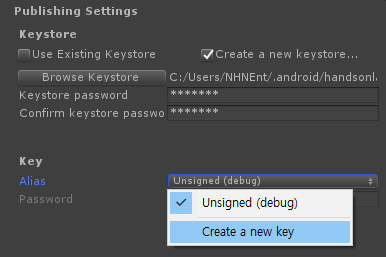 Publishing Settings
Keystore
Use Existing Keystore Create a new keystore...
Browse Keystore C:/Users/NHNEnt/.android/handsonl
Keystore password *******
Confirm keystore passwo *******
Key
Alias Unsigned (debug)
Password
Unsigned (debug)
Create a new key